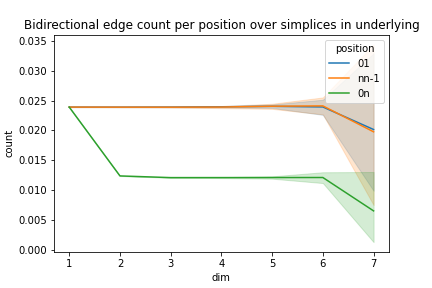 Bidirectional edge count per position over simplices in underlying
0.035
0.030
0.025
0.020
0.015
0.010
0.005
0.000
count
position
01
nn-1
0n
1 2 3 4 5 6 7
dim